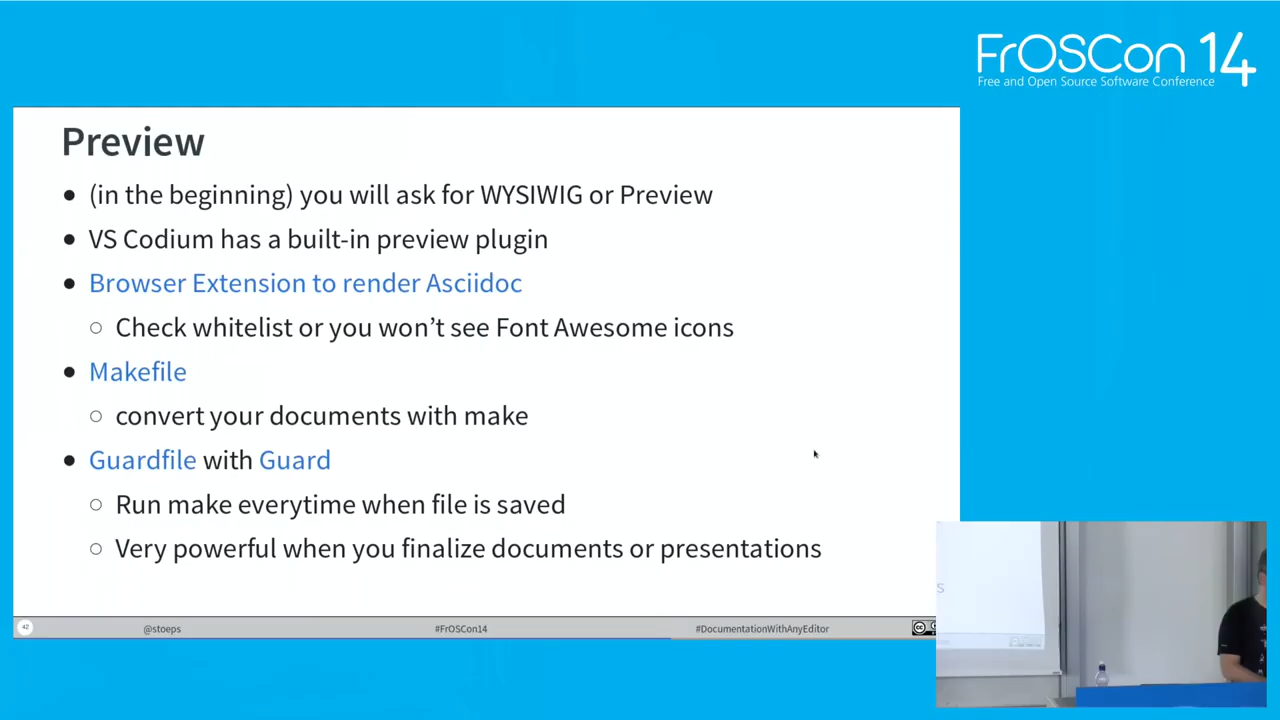 FrOSCon 14
Free and Open Source Software Conference
Preview
• (in the beginning) you will ask for WYSIWIG or Preview
• VS Codium has a built-in preview plugin
• Browser Extension to render Asciidoc
○ Check whitelist or you won’t see Font Awesome icons
• Makefile
○ convert your documents with make
• Guardfile with Guard
○ Run make everytime when file is saved
○ Very powerful when you finalize documents or presentations
42
@stoeps
#FrOSCon14
#DocumentationWithAnyEditor
cc
s